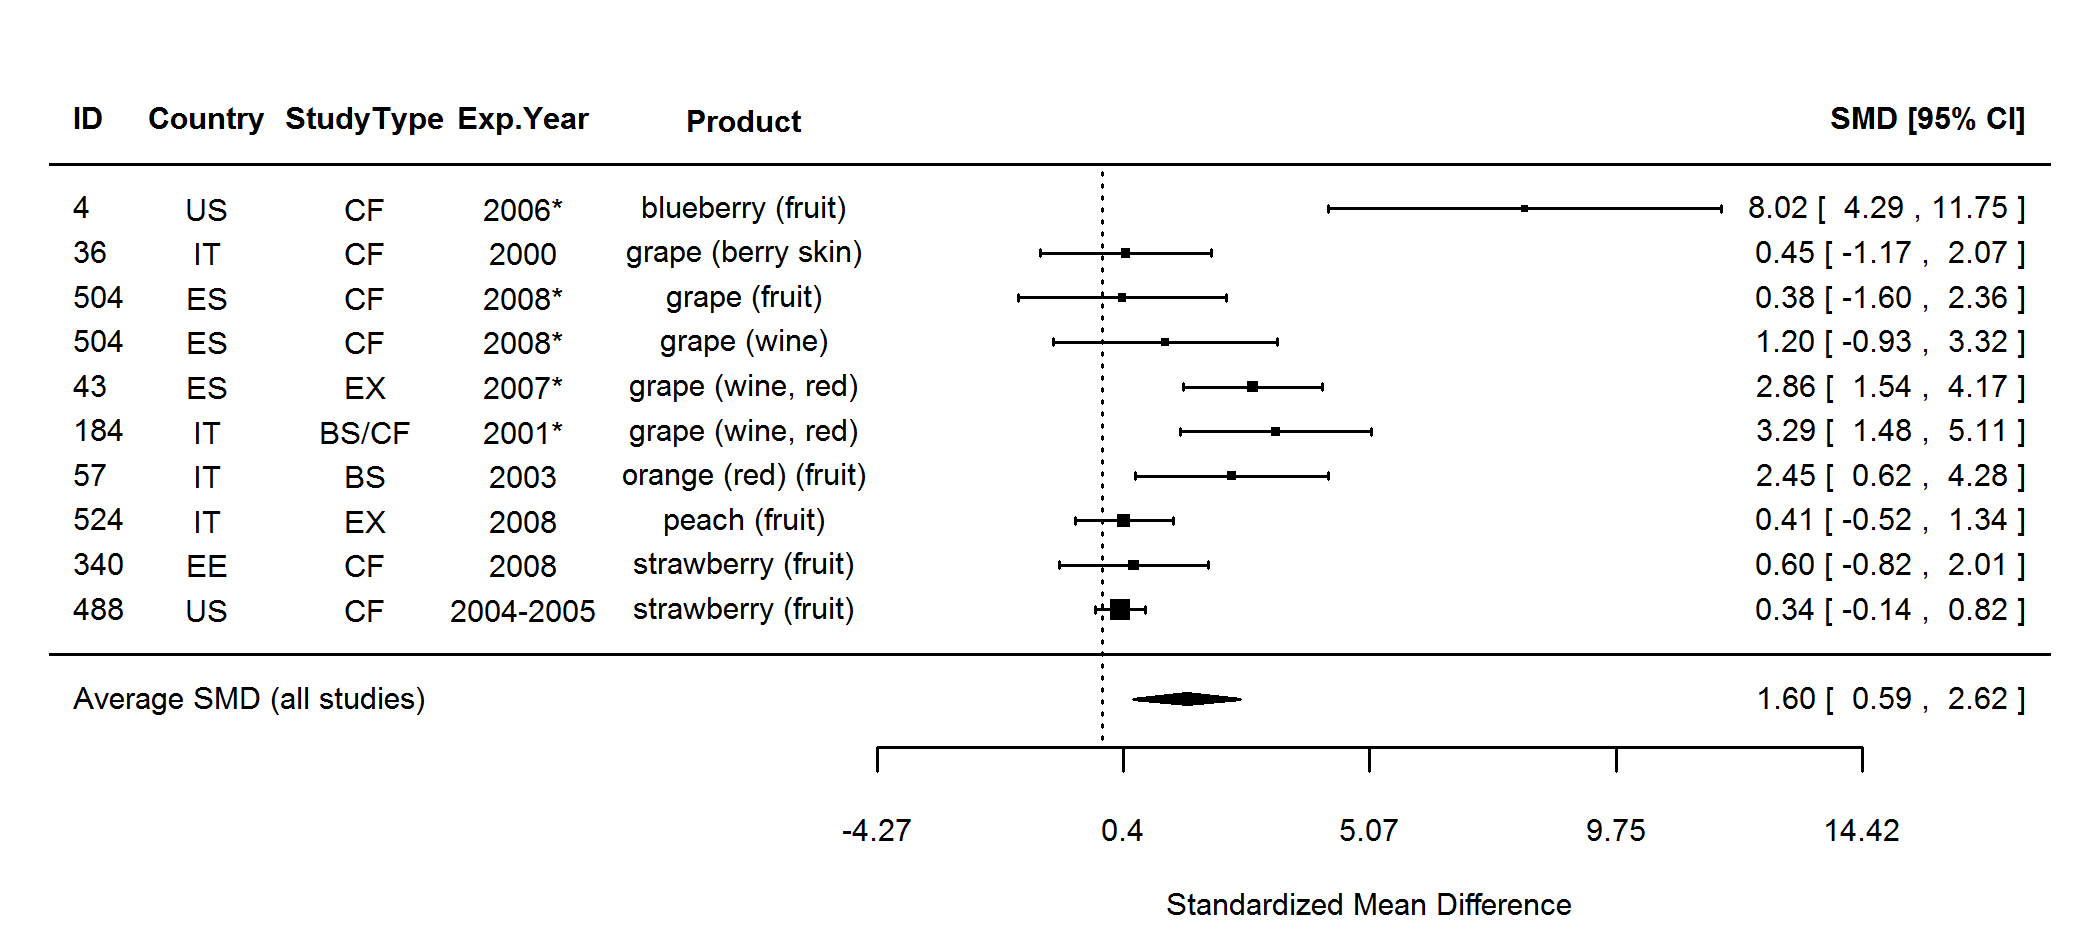 ID Country StudyType Exp.Year Product SMD [95% CI]
4 US CF 2006* blueberry (fruit) 8.02 [ 4.29 , 11.75 ]
36 IT CF 2000 grape (berry skin) 0.45 [ -1.17 , 2.07 ]
504 ES CF 2008* grape (fruit) 0.38 [ -1.60 , 2.36 ]
504 ES CF 2008* grape (wine) 1.20 [ -0.93 , 3.32 ]
43 ES EX 2007* grape (wine, red) 2.86 [ 1.54 , 4.17 ]
184 IT BS/CF 2001* grape (wine, red) 3.29 [ 1.48 , 5.11 ]
57 IT BS 2003 orange (red) (fruit) 2.45 [ 0.62 , 4.28 ]
524 IT EX 2008 peach (fruit) 0.41 [ -0.52 , 1.34 ]
340 EE CF 2008 strawberry (fruit) 0.60 [ -0.82 , 2.01 ]
488 US CF 2004-2005 strawberry (fruit) 0.34 [ -0.14 , 0.82 ]
Average SMD (all studies) 1.60 [ 0.59 , 2.62 ]
-4.27 0.4 5.07 9.75 14.42
Standardized Mean Difference